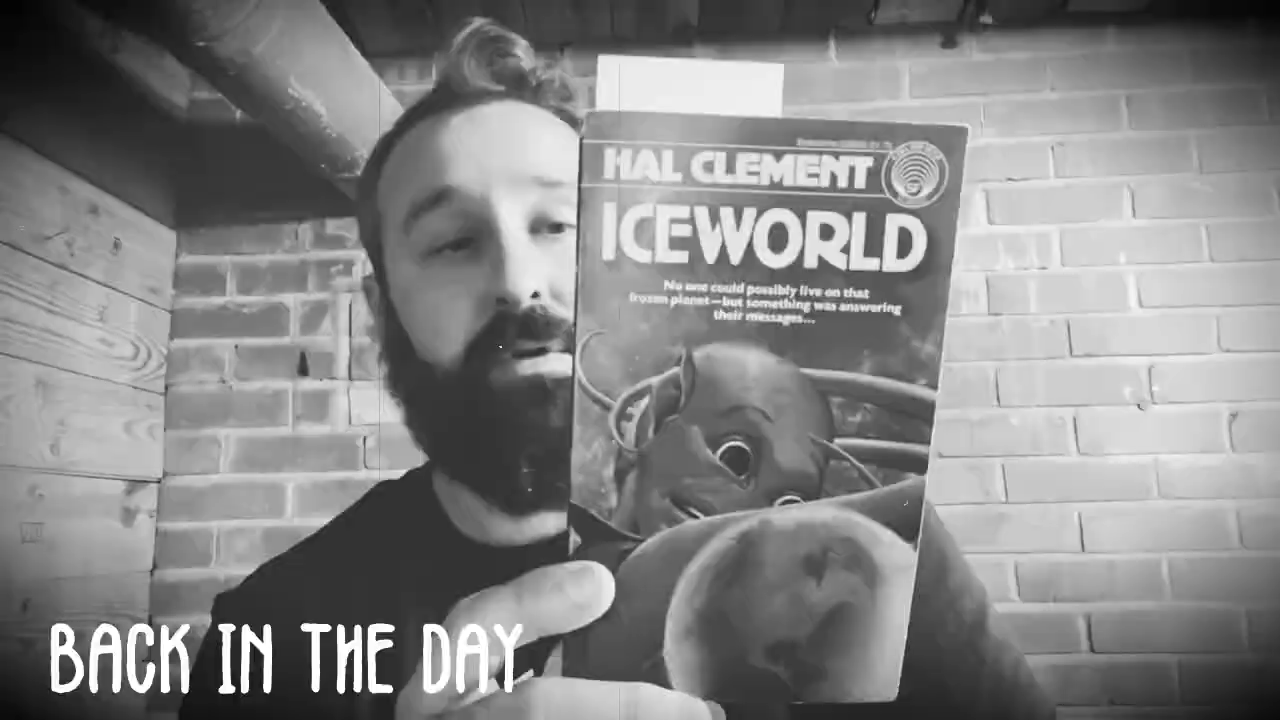 HAL CLEMENT
ICEWORLD
No one could possibly live on that
frozen planet—but something was answering
their messages...
BACK IN THE DAY